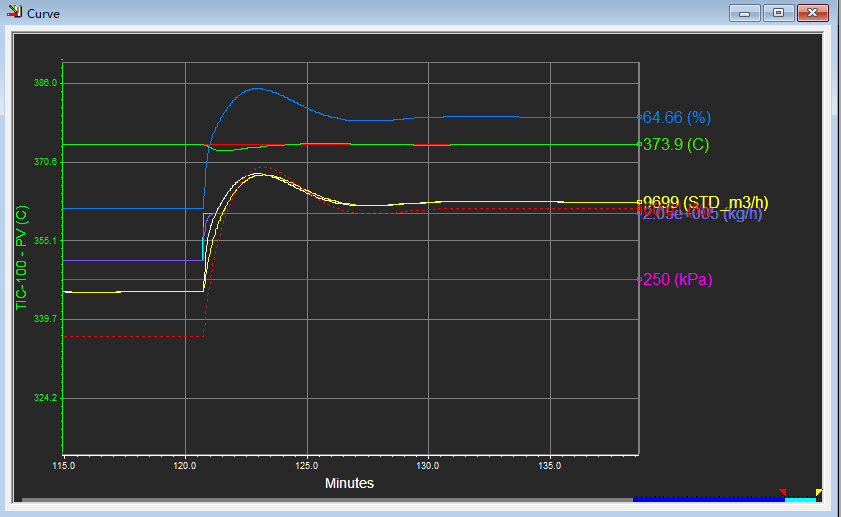 Curve
386.0
370.6
355.1
339.7
324.2
TIC-100 - PV (C)
64.66 (%)
373.9 (C)
9699 (STD_m3/h)
2.03e+005 (kg/h)
250 (kPa)
115.0 120.0 125.0 130.0 135.0
Minutes